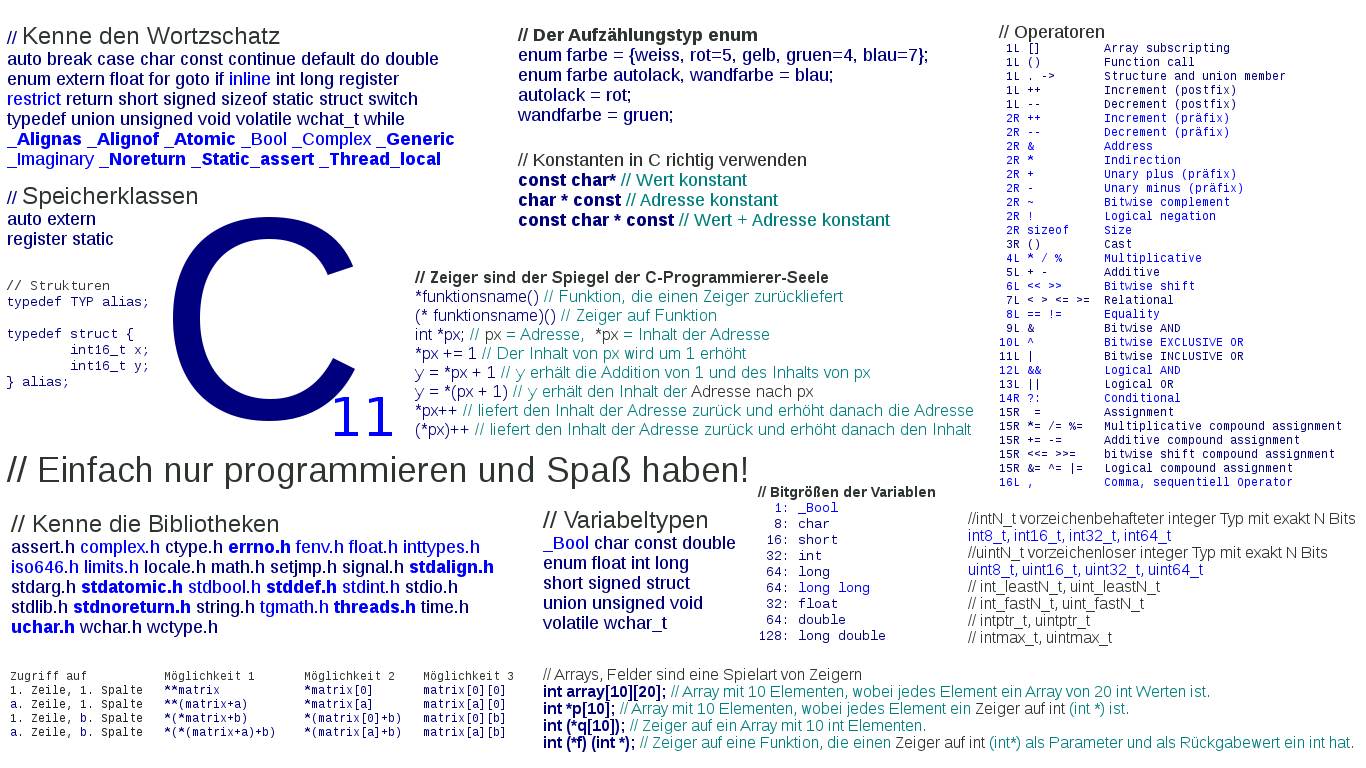 // Kenne den Wortzschatz
auto break case char const continue default do double
enum extern float for goto if inline int long register
restrict return short signed sizeof static struct switch
typedef union unsigned void volatile wchat_t while
_Alignas _Alignof _Atomic _Bool _Complex _Generic
_Imaginary _Noreturn _Static_assert _Thread_local
// Speicherklassen
auto extern
register static
// Strukturen
typedef TYP alias;
typedef struct {
int16_t x;
int16_t y;
} alias;
C
11
// Der Aufzählungstyp enum
enum farbe = {weiss, rot=5, gelb, gruen=4, blau=7};
enum farbe autolack, wandfarbe = blau;
autolack = rot;
wandfarbe = gruen;
// Konstanten in C richtig verwenden
const char* // Wert konstant
char * const // Adresse konstant
const char * const // Wert + Adresse konstant
// Zeiger sind der Spiegel der C-Programmierer-Seele
*funktionsname() // Funktion, die einen Zeiger zurückliefert
(* funktionsname)() // Zeiger auf Funktion
int *px; // px = Adresse,  *px = Inhalt der Adresse
*px += 1 // Der Inhalt von px wird um 1 erhöht
y = *px + 1 // y erhält die Addition von 1 und des Inhalts von px
y = *(px + 1) // y erhält den Inhalt der Adresse nach px
*px++ // liefert den Inhalt der Adresse zurück und erhöht danach die Adresse
(*px)++ // liefert den Inhalt der Adresse zurück und erhöht danach den Inhalt
// Operatoren
1L [] Array subscripting
1L () Function call
1L . -> Structure and union member
1L ++ Increment (postfix)
1L -- Decrement (postfix)
2R ++ Increment (präfix)
2R -- Decrement (präfix)
2R & Address
2R * Indirection
2R + Unary plus (präfix)
2R - Unary minus (präfix)
2R ~ Bitwise complement
2R ! Logical negation
2R sizeof Size
3R () Cast
4L * / % Multiplicative
5L + - Additive
6L << >> Bitwise shift
7L < > <= >= Relational
8L == != Equality
9L & Bitwise AND
10L ^ Bitwise EXCLUSIVE OR
11L | Bitwise INCLUSIVE OR
12L && Logical AND
13L || Logical OR
14R ?: Conditional
15R = Assignment
15R *= /= %= Multiplicative compound assignment
15R += -= Additive compound assignment
15R <<= >>= bitwise shift compound assignment
15R &= ^= |= Logical compound assignment
16L , Comma, sequentiell Operator
// Einfach nur programmieren und Spaß haben!
// Kenne die Bibliotheken
assert.h complex.h ctype.h errno.h fenv.h float.h inttypes.h
iso646.h limits.h locale.h math.h setjmp.h signal.h stdalign.h
stdarg.h stdatomic.h stdbool.h stddef.h stdint.h stdio.h
stdlib.h stdnoreturn.h string.h tgmath.h threads.h time.h
uchar.h wchar.h wctype.h
// Variabeltypen
_Bool char const double
enum float int long
short signed struct
union unsigned void
volatile wchar_t
// Bitgrößen der Variablen
1: _Bool
8: char
16: short
32: int
64: long
64: long long
32: float
64: double
128: long double
//intN_t vorzeichenbehafteter integer Typ mit exakt N Bits
int8_t, int16_t, int32_t, int64_t
//uintN_t vorzeichenloser integer Typ mit exakt N Bits
uint8_t, uint16_t, uint32_t, uint64_t
// int_leastN_t, uint_leastN_t
// int_fastN_t, uint_fastN_t
// intptr_t, uintptr_t
// intmax_t, uintmax_t
Zugriff auf Möglichkeit 1 Möglichkeit 2 Möglichkeit 3
1. Zeile, 1. Spalte **matrix *matrix[0] matrix[0][0]
a. Zeile, 1. Spalte **(matrix+a) *matrix[a] matrix[a][0]
1. Zeile, b. Spalte *(*matrix+b) *(matrix[0]+b) matrix[0][b]
a. Zeile, b. Spalte *(*(matrix+a)+b) *(matrix[a]+b) matrix[a][b]
// Arrays, Felder sind eine Spielart von Zeigern
int array[10][20]; // Array mit 10 Elementen, wobei jedes Element ein Array von 20 int Werten ist.
int *p[10]; // Array mit 10 Elementen, wobei jedes Element ein Zeiger auf int (int *) ist.
int (*q[10]); // Zeiger auf ein Array mit 10 int Elementen.
int (*f) (int *); // Zeiger auf eine Funktion, die einen Zeiger auf int (int*) als Parameter und als Rückgabewert ein int hat.